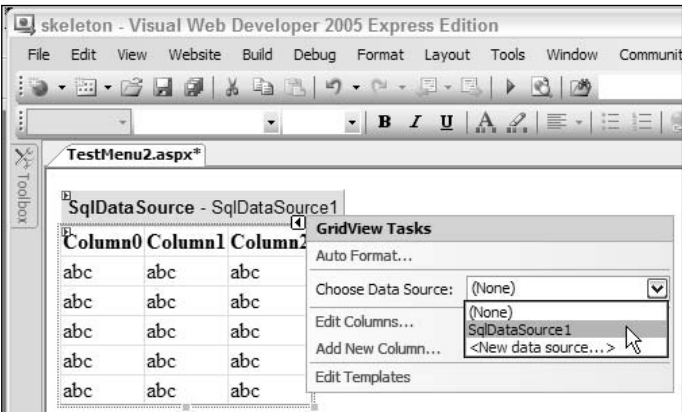 skeleton - Visual Web Developer 2005 Express Edition
File Edit View Website Build Debug Format Layout Tools Window Communit
B I U A
Toolbox
TestMenu2.aspx*
SqlDataSource - SqlDataSource1
Column0 Column1 Column2
abc abc abc
abc abc abc
abc abc abc
abc abc abc
abc abc abc
GridView Tasks
Auto Format...
Choose Data Source: (None)
(None)
SqlDataSource1
<New data source...>
Edit Columns...
Add New Column...
Edit Templates